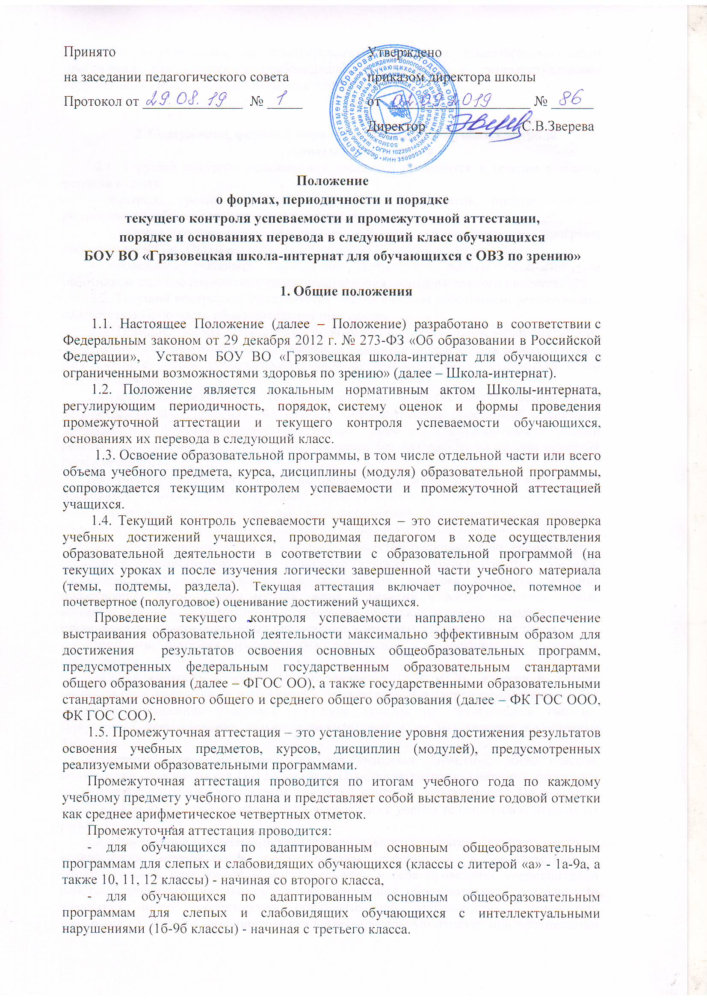 Принято
на заседании педагогического совета
Протокол от 29.08.19 № 1
Утверждено
приказом директора школы
от 02.09.2019 № 86
Директор С.В.Зверева
Департамент образования Вологодской области
ОГРН 1023501453843
ИНН 3509003264
Положение
о формах, периодичности и порядке
текущего контроля успеваемости и промежуточной аттестации,
порядке и основаниях перевода в следующий класс обучающихся
БОУ ВО «Грязовецкая школа-интернат для обучающихся с ОВЗ по зрению»
1. Общие положения
1.1. Настоящее Положение (далее – Положение) разработано в соответствии с
Федеральным законом от 29 декабря 2012 г. № 273-ФЗ «Об образовании в Российской
Федерации», Уставом БОУ ВО «Грязовецкая школа-интернат для обучающихся с
ограниченными возможностями здоровья по зрению» (далее – Школа-интернат).
1.2. Положение является локальным нормативным актом Школы-интерната,
регулирующим периодичность, порядок, систему оценок и формы проведения
промежуточной аттестации и текущего контроля успеваемости обучающихся,
основаниях их перевода в следующий класс.
1.3. Освоение образовательной программы, в том числе отдельной части или всего
объема учебного предмета, курса, дисциплины (модуля) образовательной программы,
сопровождается текущим контролем успеваемости и промежуточной аттестацией
учащихся.
1.4. Текущий контроль успеваемости учащихся – это систематическая проверка
учебных достижений учащихся, проводимая педагогом в ходе осуществления
образовательной деятельности в соответствии с образовательной программой (на
текущих уроках и после изучения логически завершенной части учебного материала
(темы, подтемы, раздела). Текущая аттестация включает поурочное, потемное и
почетвертное (полугодовое) оценивание достижений учащихся.
Проведение текущего контроля успеваемости направлено на обеспечение
выстраивания образовательной деятельности максимально эффективным образом для
достижения результатов освоения основных общеобразовательных программ,
предусмотренных федеральным государственным образовательным стандартами
общего образования (далее – ФГОС ОО), а также государственными образовательными
стандартами основного общего и среднего общего образования (далее – ФК ГОС ООО,
ФК ГОС СОО).
1.5. Промежуточная аттестация – это установление уровня достижения результатов
освоения учебных предметов, курсов, дисциплин (модулей), предусмотренных
реализуемыми образовательными программами.
Промежуточная аттестация проводится по итогам учебного года по каждому
учебному предмету учебного плана и представляет собой выставление годовой отметки
как среднее арифметическое четвертных отметок.
Промежуточная аттестация проводится:
- для обучающихся по адаптированным основным общеобразовательным
программам для слепых и слабовидящих обучающихся (классы с литерой «а» - 1а-9а, а
также 10, 11, 12 классы) - начиная со второго класса,
- для обучающихся по адаптированным основным общеобразовательным
программам для слепых и слабовидящих обучающихся с интеллектуальными
нарушениями (1б-9б классы) - начиная с третьего класса.